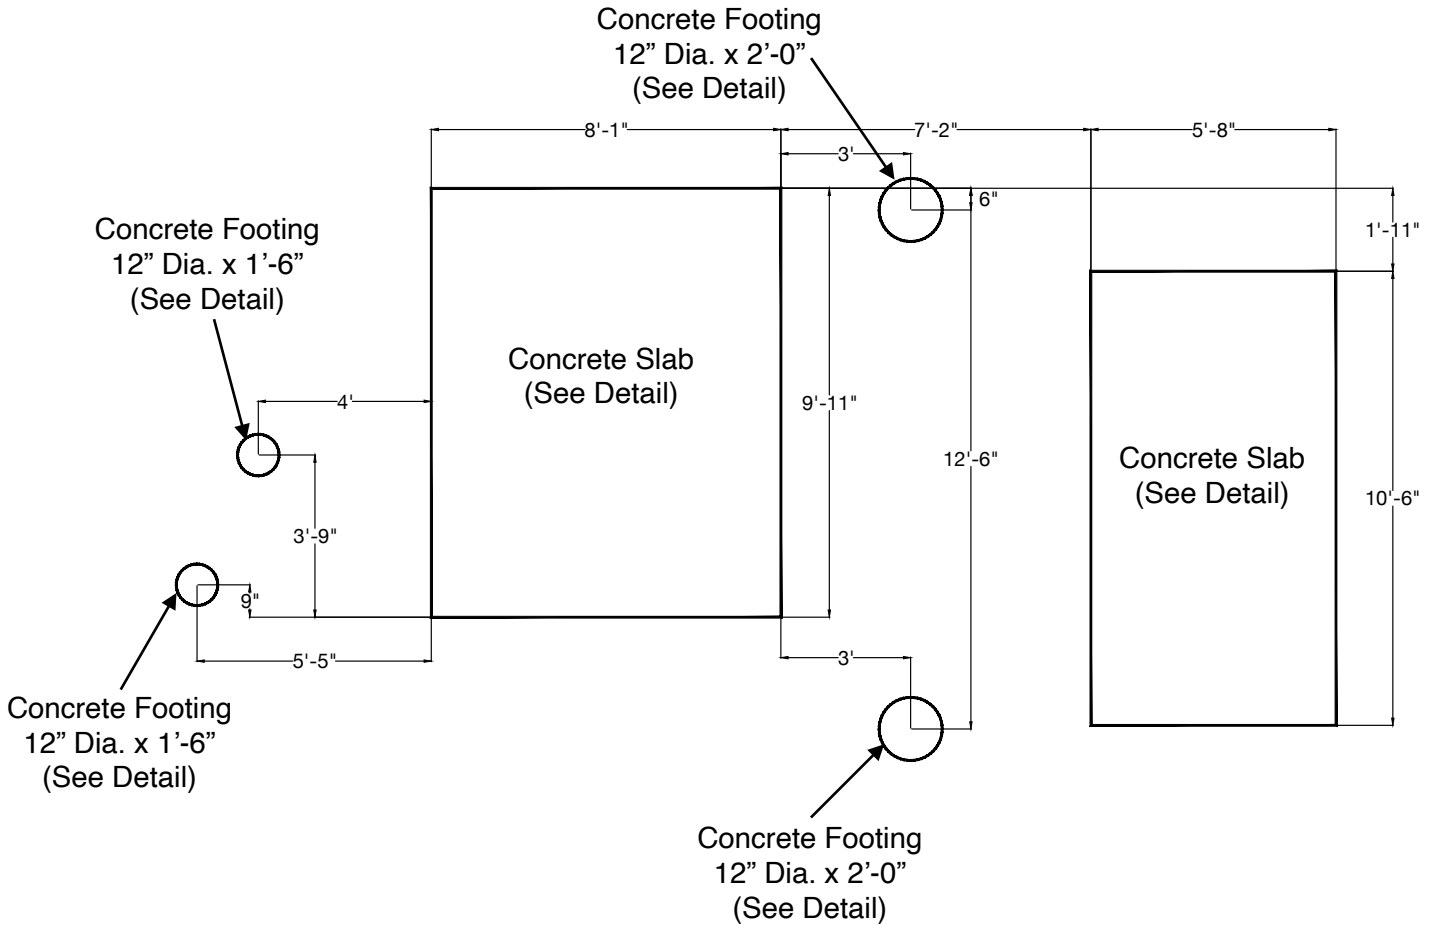 Concrete Footing
12” Dia. x 2’-0”
(See Detail)
8'-1"
7'-2"
5'-8"
3'
6"
1'-11"
Concrete Footing
12” Dia. x 1’-6”
(See Detail)
Concrete Slab
(See Detail)
4'
9'-11"
12'-6"
Concrete Slab
(See Detail)
10'-6"
3'-9"
9"
5'-5"
3'
Concrete Footing
12” Dia. x 1’-6”
(See Detail)
Concrete Footing
12” Dia. x 2’-0”
(See Detail)